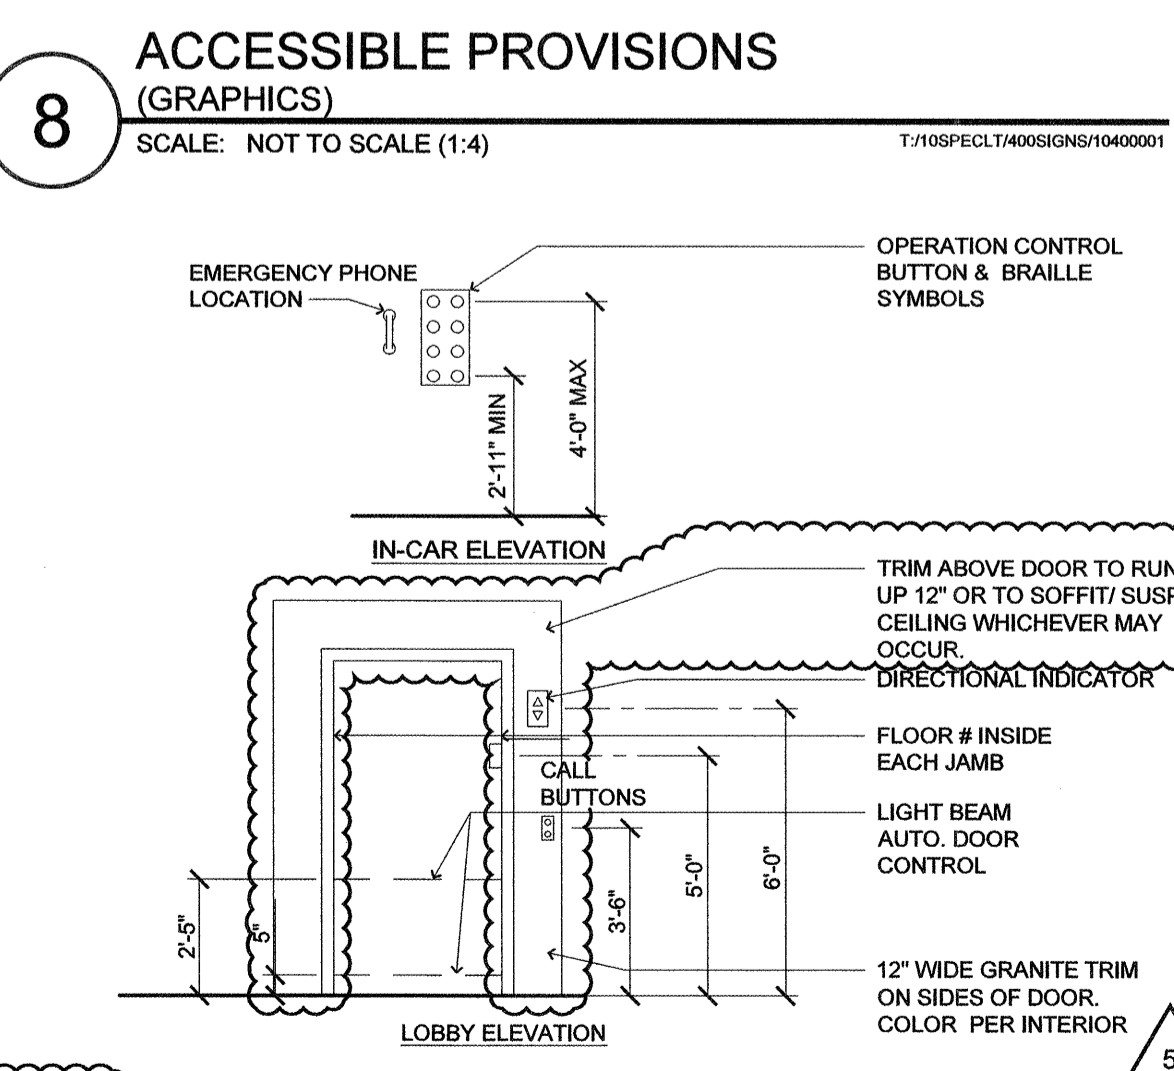 8
ACCESSIBLE PROVISIONS
(GRAPHICS)
SCALE: NOT TO SCALE (1:4)
T:/10SPECLT/400SIGNS/10400001
EMERGENCY PHONE
LOCATION
OPERATION CONTROL
BUTTON & BRAILLE
SYMBOLS
2'-11" MIN
4'-0" MAX
IN-CAR ELEVATION
TRIM ABOVE DOOR TO RUN
UP 12" OR TO SOFFIT/ SUSP
CEILING WHICHEVER MAY
OCCUR.
DIRECTIONAL INDICATOR
FLOOR # INSIDE
EACH JAMB
CALL
BUTTONS
LIGHT BEAM
AUTO. DOOR
CONTROL
2'-5"
5"
3'-6"
5'-0"
6'-0"
12" WIDE GRANITE TRIM
ON SIDES OF DOOR.
COLOR PER INTERIOR
LOBBY ELEVATION
5